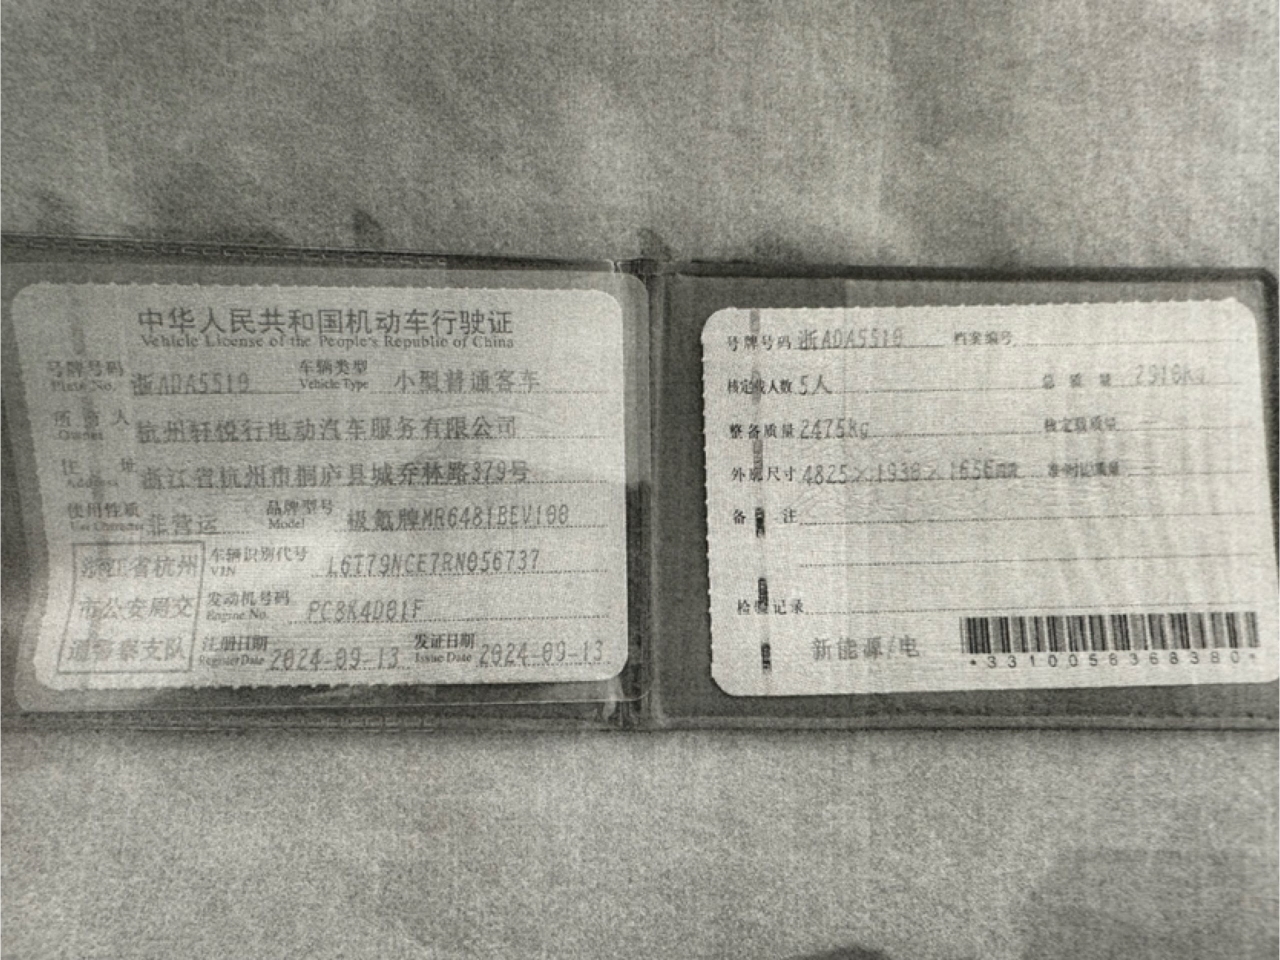 中华人民共和国机动车行驶证
Vehicle License of the People's Republic of China
号牌号码 浙ADA5519 车辆类型 小型普通客车
Plate No. Vehicle Type
所有人 杭州轩悦行电动汽车服务有限公司
Owner
住址 浙江省杭州市桐庐县城乔林路379号
Address
使用性质 非营运 品牌型号 极氪牌MR6481BEV108
Use Character Model
浙江省杭州 车辆识别代号 L6T79NCE7RN056737
VIN
市公安局交 发动机号码 PC8K4D81F
Engine No.
通警察支队 注册日期 2024-09-13 发证日期 2024-09-13
Register Date Issue Date
号牌号码 浙ADA5519 档案编号
核定载人数 5人 总质量
整备质量 2475kg 核定载质量
外廓尺寸 4825×1938×1656mm 准牵引总质量
备注
检验记录
新能源/电
*3310058368380*